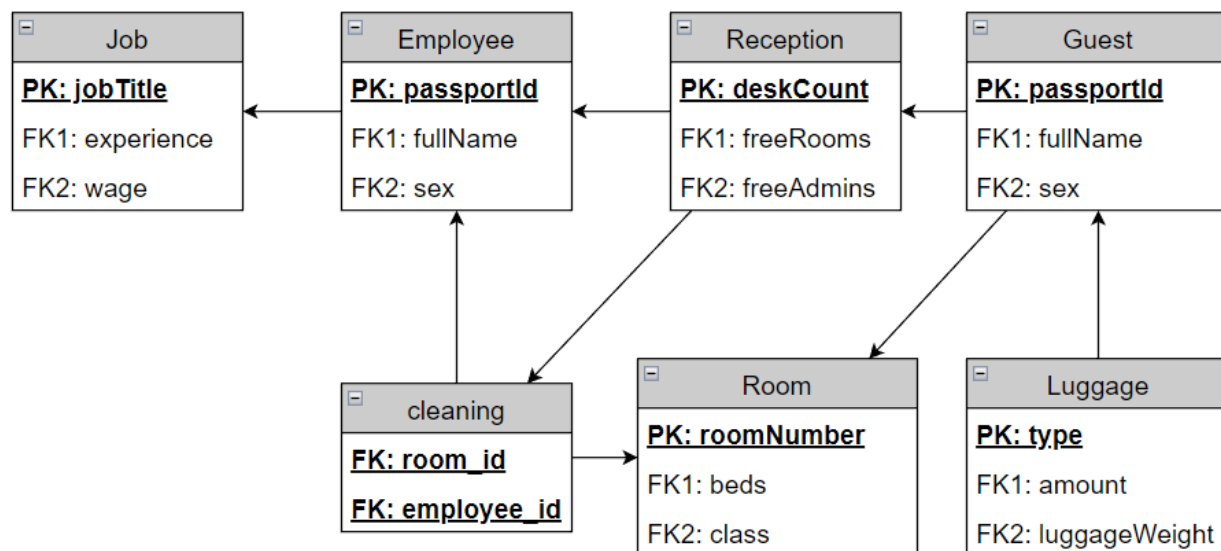 Job
PK: jobTitle
FK1: experience
FK2: wage
Employee
PK: passportId
FK1: fullName
FK2: sex
Reception
PK: deskCount
FK1: freeRooms
FK2: freeAdmins
Guest
PK: passportId
FK1: fullName
FK2: sex
cleaning
FK: room_id
FK: employee_id
Room
PK: roomNumber
FK1: beds
FK2: class
Luggage
PK: type
FK1: amount
FK2: luggageWeight